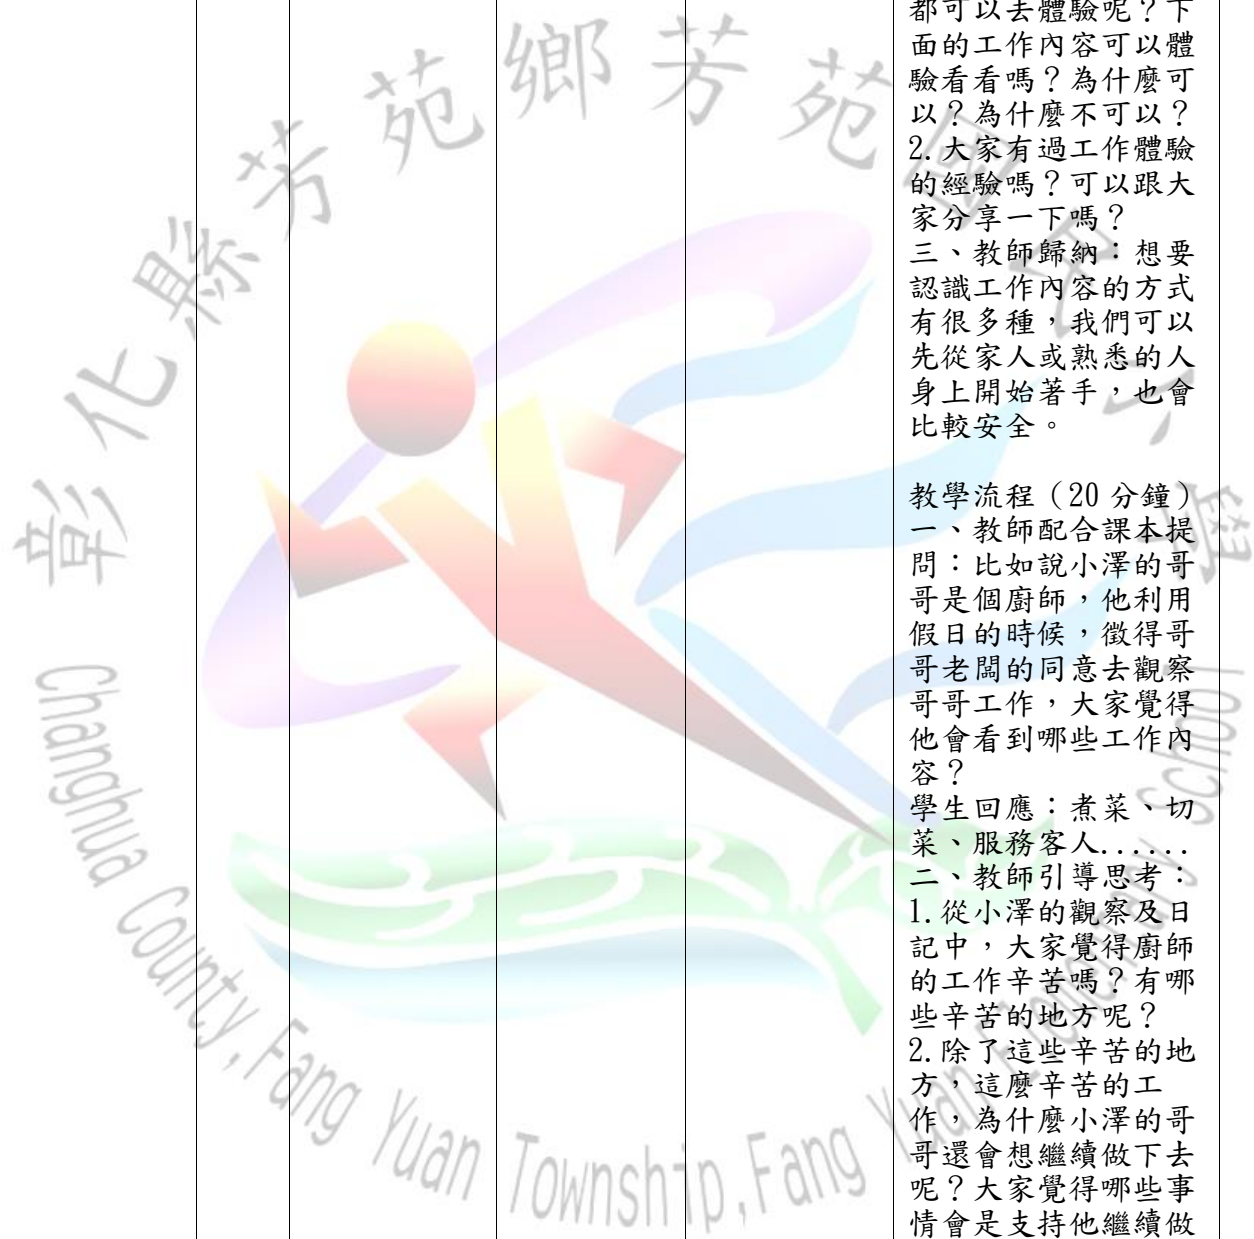 都可以去體驗呢？下
面的工作內容可以體
驗看看嗎？為什麼可
以？為什麼不可以？
2.大家有過工作體驗
的經驗嗎？可以跟大
家分享一下嗎？
三、教師歸納：想要
認識工作內容的方式
有很多種，我們可以
先從家人或熟悉的人
身上開始著手，也會
比較安全。
教學流程（20 分鐘）
一、教師配合課本提
問：比如說小澤的哥
哥是個廚師，他利用
假日的時候，徵得哥
哥老闆的同意去觀察
哥哥工作，大家覺得
他會看到哪些工作內
容？
學生回應：煮菜、切
菜、服務客人......
二、教師引導思考：
1.從小澤的觀察及日
記中，大家覺得廚師
的工作辛苦嗎？有哪
些辛苦的地方呢？
2.除了這些辛苦的地
方，這麼辛苦的工
作，為什麼小澤的哥
哥還會想繼續做下去
呢？大家覺得哪些事
情會是支持他繼續做
彰化縣芳苑鄉芳苑國民小學
Changhua County, Fang Yuan Township, Fang Yuan Elementary School